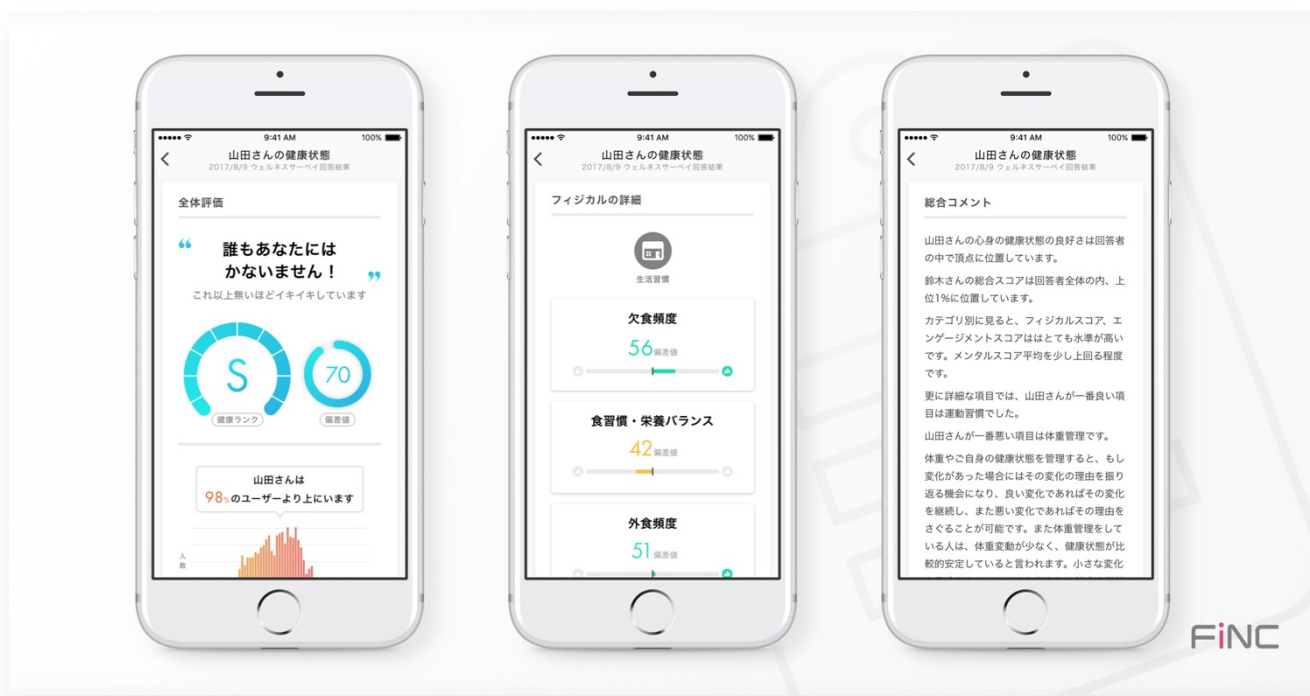 9:41 AM
100%
山田さんの健康状態
2017/8/9 ウェルネスサーベイ回答結果
全体評価
“ 誰もあなたには
かないません！ ”
これ以上無いほどイキイキしています
S
健康ランク
70
偏差値
山田さんは
98%のユーザーより上にいます
人数
9:41 AM
100%
山田さんの健康状態
2017/8/9 ウェルネスサーベイ回答結果
フィジカルの詳細
生活習慣
欠食頻度
56偏差値
食習慣・栄養バランス
42偏差値
外食頻度
51偏差値
9:41 AM
100%
山田さんの健康状態
2017/8/9 ウェルネスサーベイ回答結果
総合コメント
山田さんの心身の健康状態の良好さは回答者
の中で頂点に位置しています。
鈴木さんの総合スコアは回答者全体の内、上
位1%に位置しています。
カテゴリ別に見ると、フィジカルスコア、エ
ンゲージメントスコアははとても水準が高い
です。メンタルスコア平均を少し上回る程度
です。
更に詳細な項目では、山田さんが一番良い項
目は運動習慣でした。
山田さんが一番悪い項目は体重管理です。
体重やご自身の健康状態を管理すると、もし
変化があった場合にはその変化の理由を振り
返る機会になり、良い変化であればその変化
を継続し、また悪い変化であればその理由を
さぐることが可能です。また体重管理をして
いる人は、体重変動が少なく、健康状態が比
較的安定していると言われます。小さな変化
FiNC